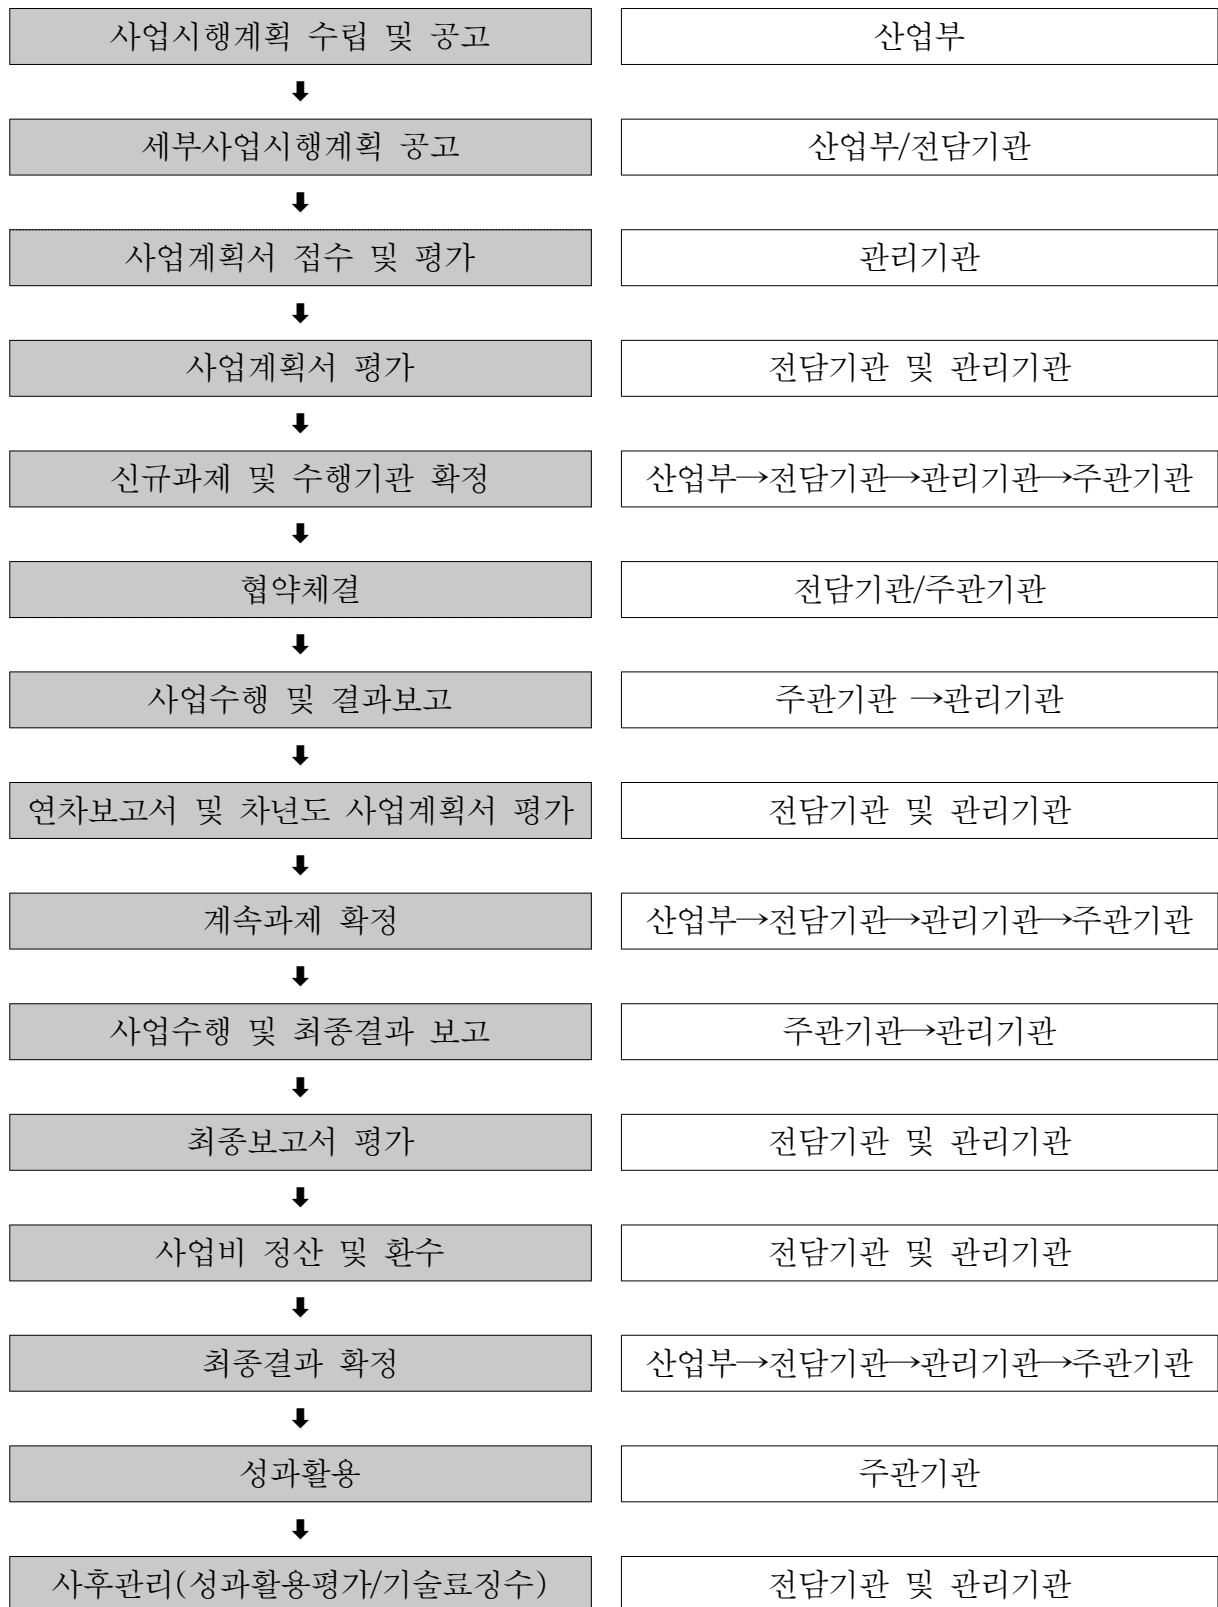 사업시행계획 수립 및 공고 산업부
세부사업시행계획 공고 산업부/전담기관
사업계획서 접수 및 평가 관리기관
사업계획서 평가 전담기관 및 관리기관
신규과제 및 수행기관 확정 산업부→전담기관→관리기관→주관기관
협약체결 전담기관/주관기관
사업수행 및 결과보고 주관기관 →관리기관
연차보고서 및 차년도 사업계획서 평가 전담기관 및 관리기관
계속과제 확정 산업부→전담기관→관리기관→주관기관
사업수행 및 최종결과 보고 주관기관→관리기관
최종보고서 평가 전담기관 및 관리기관
사업비 정산 및 환수 전담기관 및 관리기관
최종결과 확정 산업부→전담기관→관리기관→주관기관
성과활용 주관기관
사후관리(성과활용평가/기술료징수) 전담기관 및 관리기관